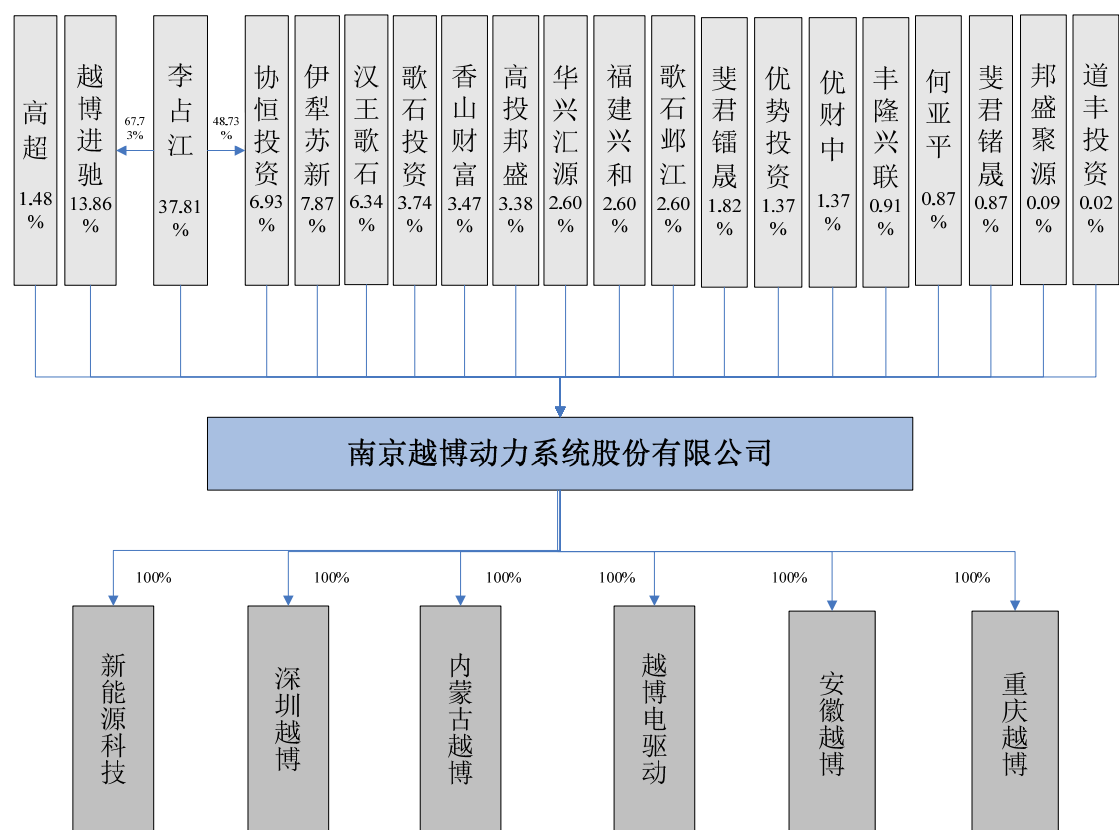 高超
1.48
%
越博进驰
13.86
%
67.7
3%
李占江
37.81
%
48.73
%
协恒投资
6.93
%
伊犁苏新
7.87
%
汉王歌石
6.34
%
歌石投资
3.74
%
香山财富
3.47
%
高投邦盛
3.38
%
华兴汇源
2.60
%
福建兴和
2.60
%
歌石邺江
2.60
%
斐君镭晟
1.82
%
优势投资
1.37
%
优财中
1.37
%
丰隆兴联
0.91
%
何亚平
0.87
%
斐君锗晟
0.87
%
邦盛聚源
0.09
%
道丰投资
0.02
%
南京越博动力系统股份有限公司
100%
100%
100%
100%
100%
100%
新能源科技
深圳越博
内蒙古越博
越博电驱动
安徽越博
重庆越博